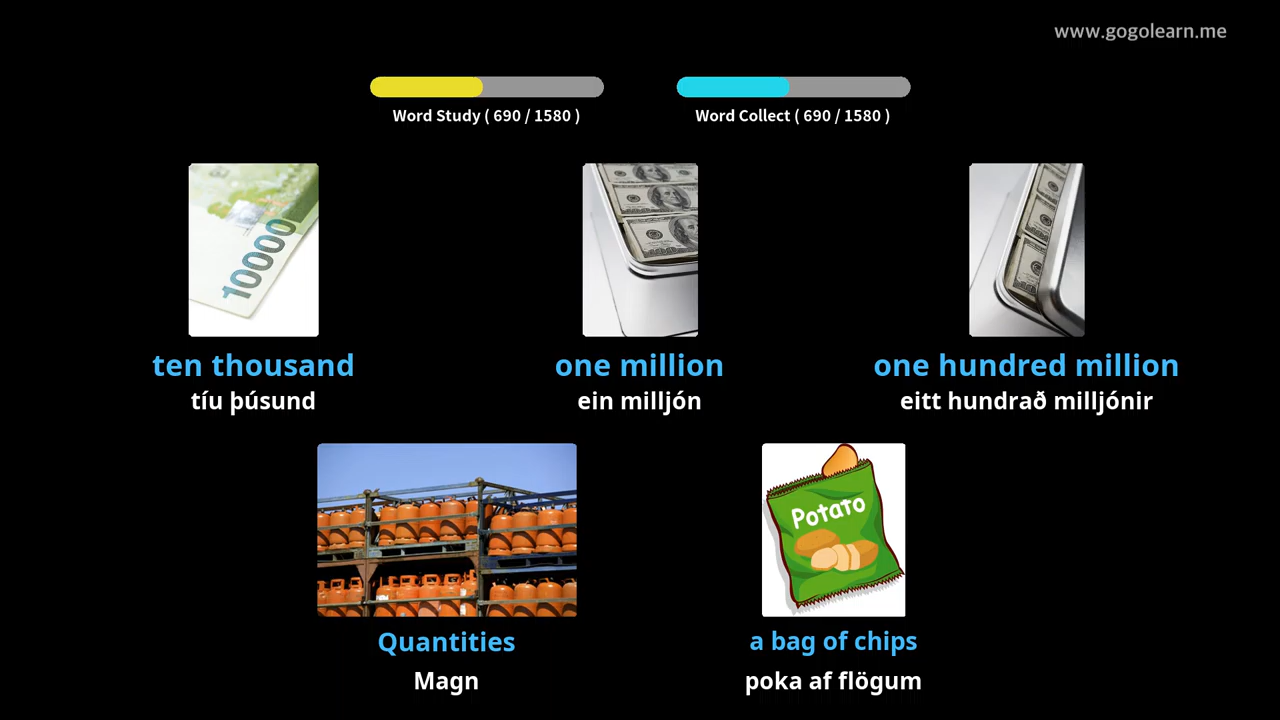 www.gogolearn.me
Word Study ( 690 / 1580 )
Word Collect ( 690 / 1580 )
10000
ten thousand
tíu þúsund
one million
ein milljón
one hundred million
eitt hundrað milljónir
Potato
Quantities
Magn
a bag of chips
poka af flögum